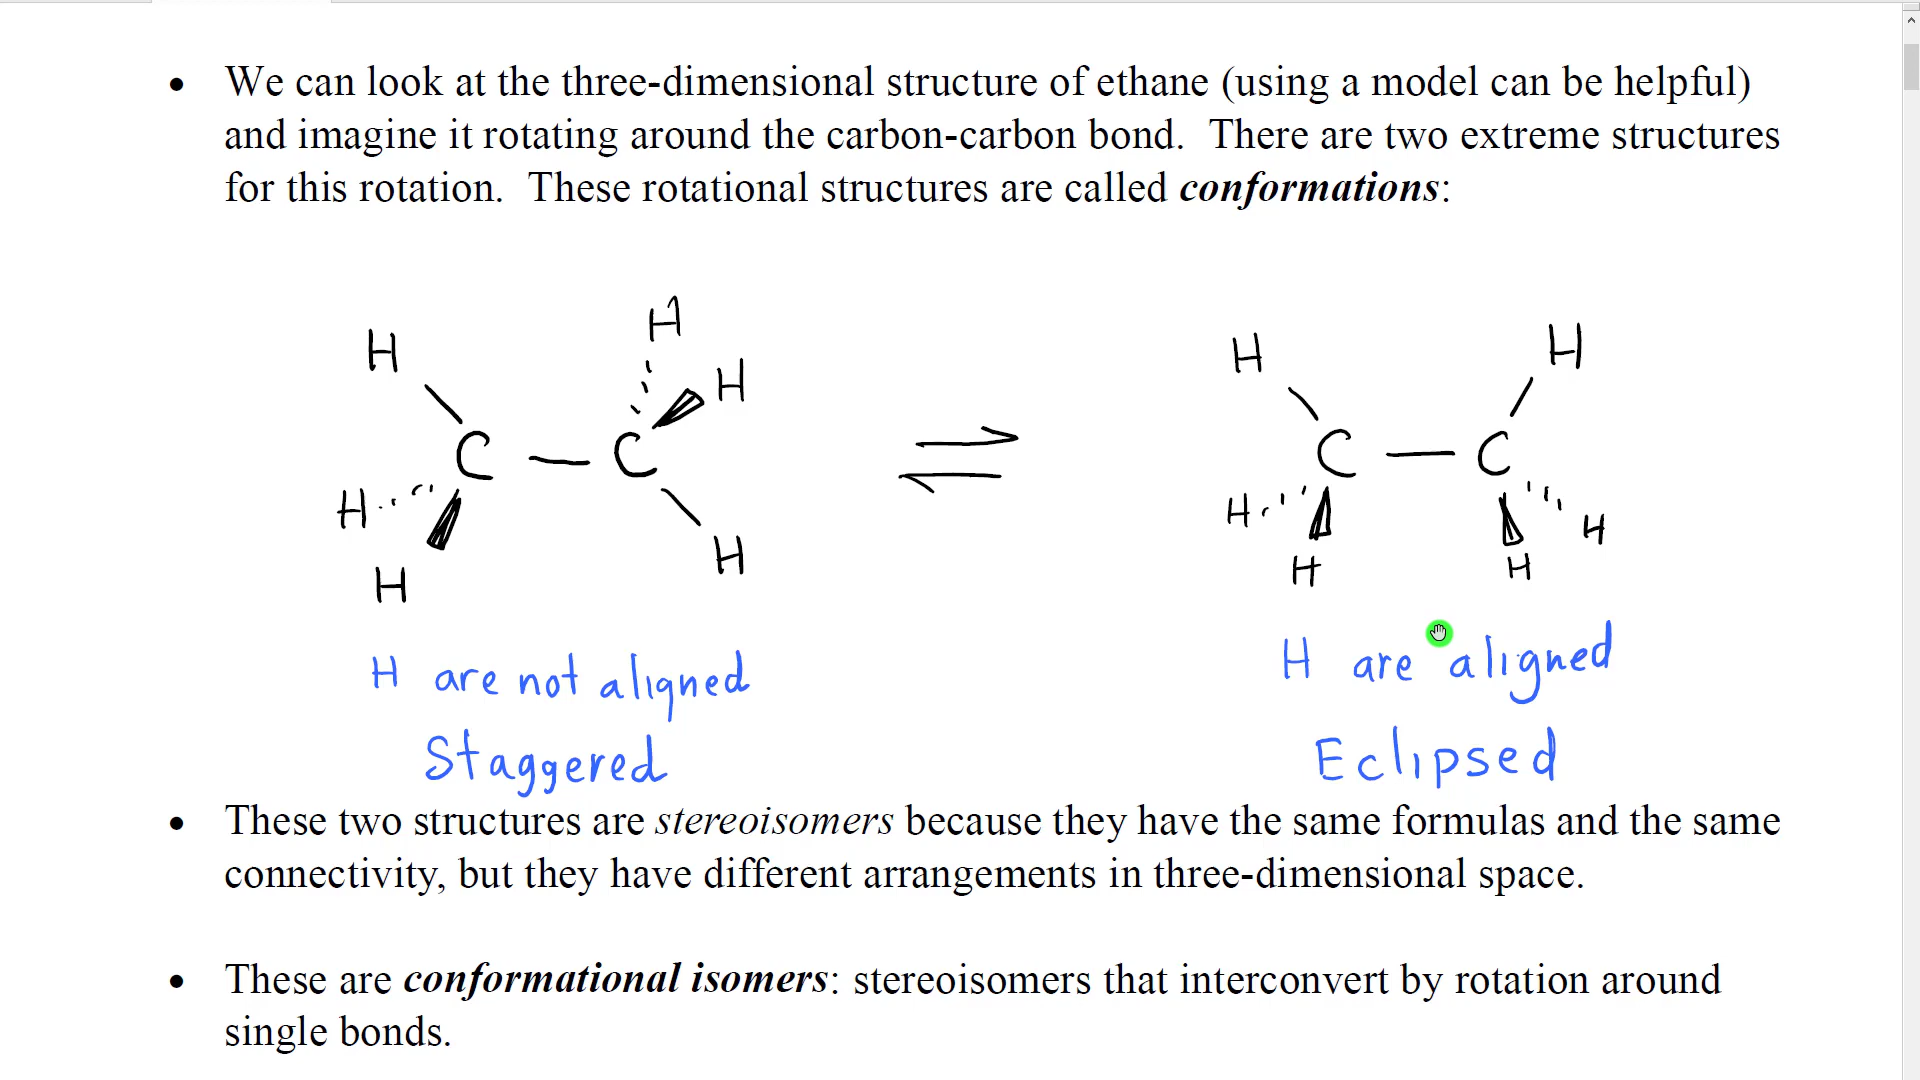 • We can look at the three-dimensional structure of ethane (using a model can be helpful)
and imagine it rotating around the carbon-carbon bond.  There are two extreme structures
for this rotation.  These rotational structures are called conformations:
H
H
H
H
H
H
C — C
C — C
H
H
H
H
H
H
H are not aligned
H are aligned
Staggered
Eclipsed
• These two structures are stereoisomers because they have the same formulas and the same
connectivity, but they have different arrangements in three-dimensional space.
• These are conformational isomers: stereoisomers that interconvert by rotation around
single bonds.